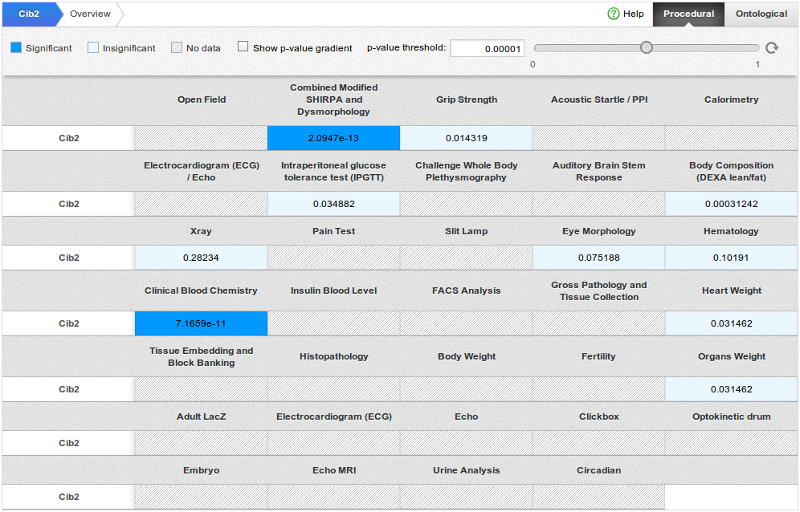 Cib2 Overview Help Procedural Ontological
Significant Insignificant No data Show p-value gradient p-value threshold: 0.00001
0 1
Open Field Combined Modified SHIRPA and Dysmorphology Grip Strength Acoustic Startle / PPI Calorimetry
Cib2 2.0947e-13 0.014319
Electrocardiogram (ECG) / Echo Intraperitoneal glucose tolerance test (IPGTT) Challenge Whole Body Plethysmography Auditory Brain Stem Response Body Composition (DEXA lean/fat)
Cib2 0.034882 0.00031242
Xray Pain Test Slit Lamp Eye Morphology Hematology
Cib2 0.28234 0.075188 0.10191
Clinical Blood Chemistry Insulin Blood Level FACS Analysis Gross Pathology and Tissue Collection Heart Weight
Cib2 7.1659e-11 0.031462
Tissue Embedding and Block Banking Histopathology Body Weight Fertility Organs Weight
Cib2 0.031462
Adult LacZ Electrocardiogram (ECG) Echo Clickbox Optokinetic drum
Cib2
Embryo Echo MRI Urine Analysis Circadian
Cib2